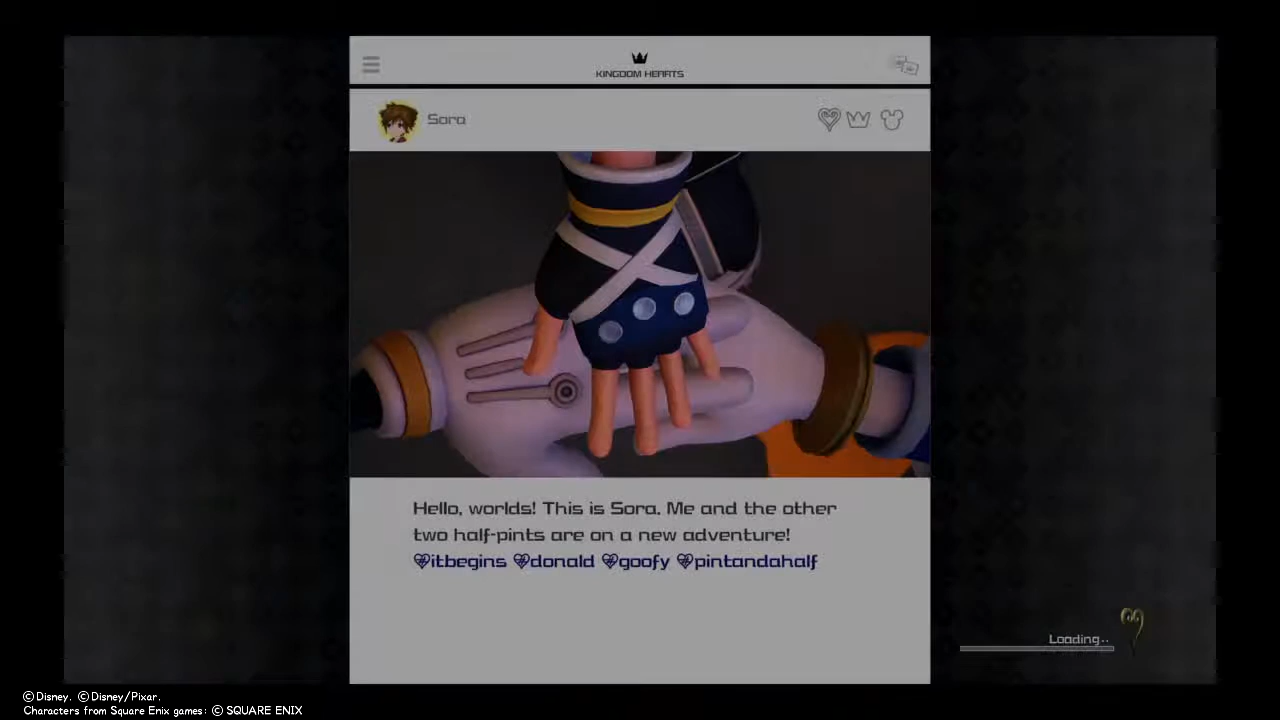 KINGDOM HEARTS
Sora
Hello, worlds! This is Sora. Me and the other
two half-pints are on a new adventure!
itbegins donald goofy pintandahalf
Loading..
©Disney. ©Disney/Pixar.
Characters from Square Enix games: © SQUARE ENIX